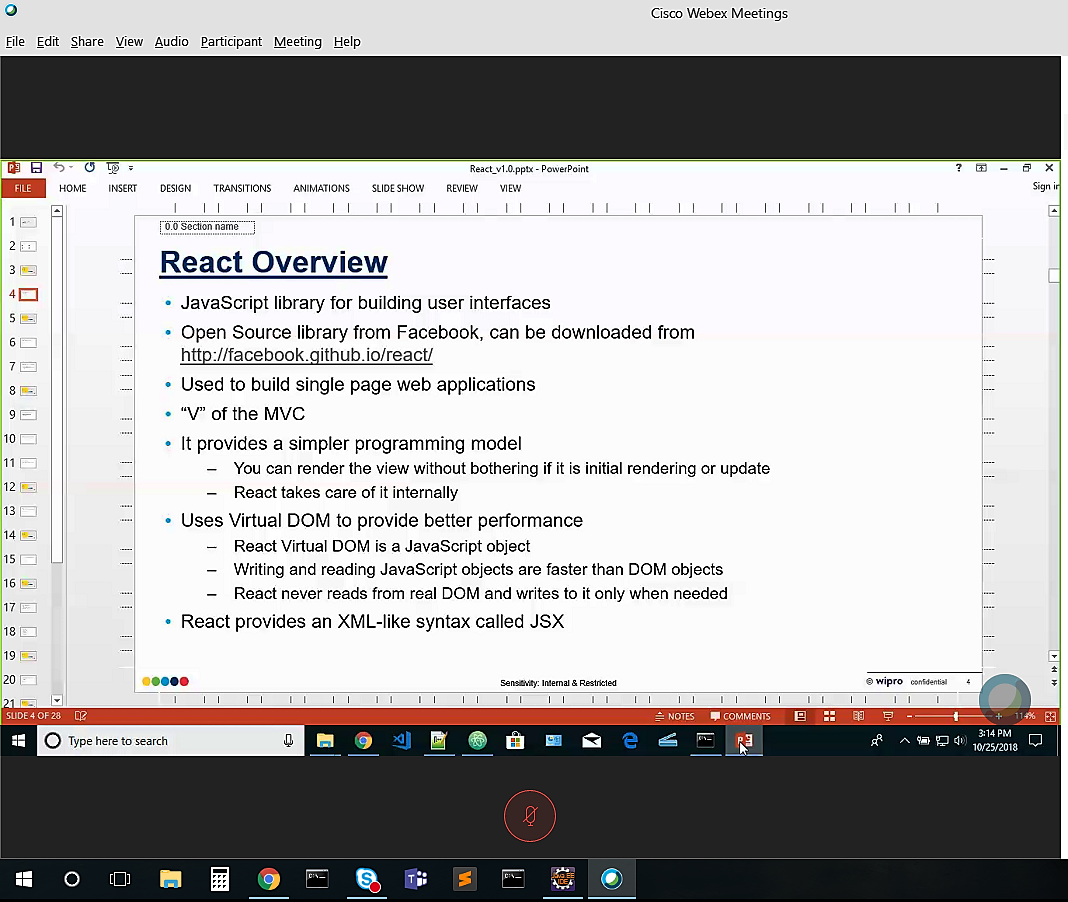 Cisco Webex Meetings
File Edit Share View Audio Participant Meeting Help
React_v1.0.pptx - PowerPoint
?
FILE HOME INSERT DESIGN TRANSITIONS ANIMATIONS SLIDE SHOW REVIEW VIEW
Sign in
1
2
3
4
5
6
7
8
9
10
11
12
13
14
15
16
17
18
19
20
21
0.0 Section name
React Overview
• JavaScript library for building user interfaces
• Open Source library from Facebook, can be downloaded from
http://facebook.github.io/react/
• Used to build single page web applications
• “V” of the MVC
• It provides a simpler programming model
– You can render the view without bothering if it is initial rendering or update
– React takes care of it internally
• Uses Virtual DOM to provide better performance
– React Virtual DOM is a JavaScript object
– Writing and reading JavaScript objects are faster than DOM objects
– React never reads from real DOM and writes to it only when needed
• React provides an XML-like syntax called JSX
Sensitivity: Internal & Restricted
© wipro confidential 4
SLIDE 4 OF 28
NOTES COMMENTS
114%
Type here to search
3:14 PM
10/25/2018